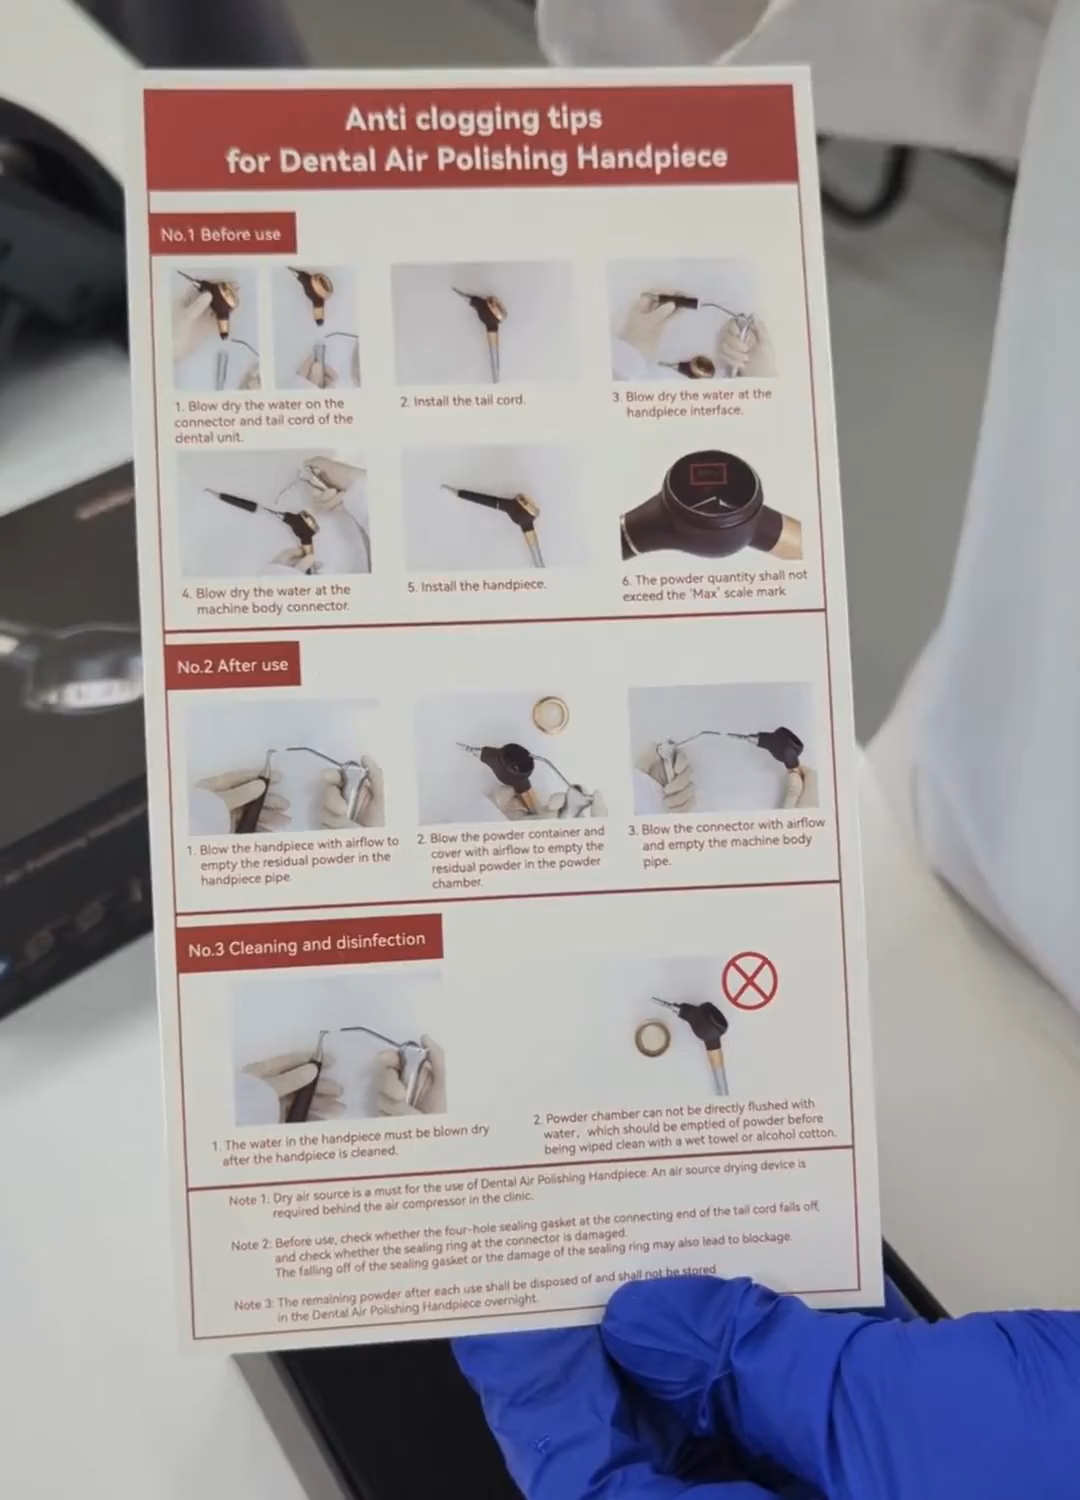 Anti clogging tips
for Dental Air Polishing Handpiece
No.1 Before use
1. Blow dry the water on the
connector and tail cord of the
dental unit.
2. Install the tail cord.
3. Blow dry the water at the
handpiece interface.
4. Blow dry the water at the
machine body connector.
5. Install the handpiece.
6. The powder quantity shall not
exceed the 'Max' scale mark
No.2 After use
1. Blow the handpiece with airflow to
empty the residual powder in the
handpiece pipe.
2. Blow the powder container and
cover with airflow to empty the
residual powder in the powder
chamber.
3. Blow the connector with airflow
and empty the machine body
pipe.
No.3 Cleaning and disinfection
1. The water in the handpiece must be blown dry
after the handpiece is cleaned.
2. Powder chamber can not be directly flushed with
water, which should be emptied of powder before
being wiped clean with a wet towel or alcohol cotton.
Note 1: Dry air source is a must for the use of Dental Air Polishing Handpiece. An air source drying device is
required behind the air compressor in the clinic.
Note 2: Before use, check whether the four-hole sealing gasket at the connecting end of the tail cord falls off,
and check whether the sealing ring at the connector is damaged.
The falling off of the sealing gasket or the damage of the sealing ring may also lead to blockage.
Note 3: The remaining powder after each use shall be disposed of and shall not be stored
in the Dental Air Polishing Handpiece overnight.